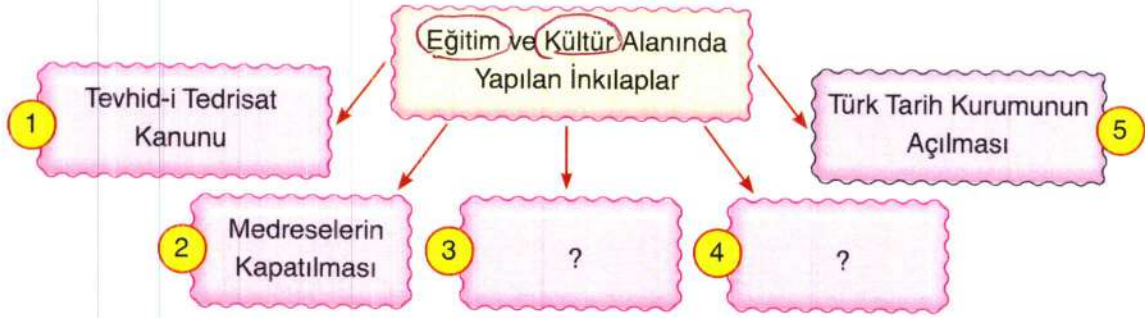 Eğitim ve Kültür Alanında
Yapılan İnkılaplar
1
Tevhid-i Tedrisat
Kanunu
2
Medreselerin
Kapatılması
3
?
4
?
Türk Tarih Kurumunun
Açılması
5